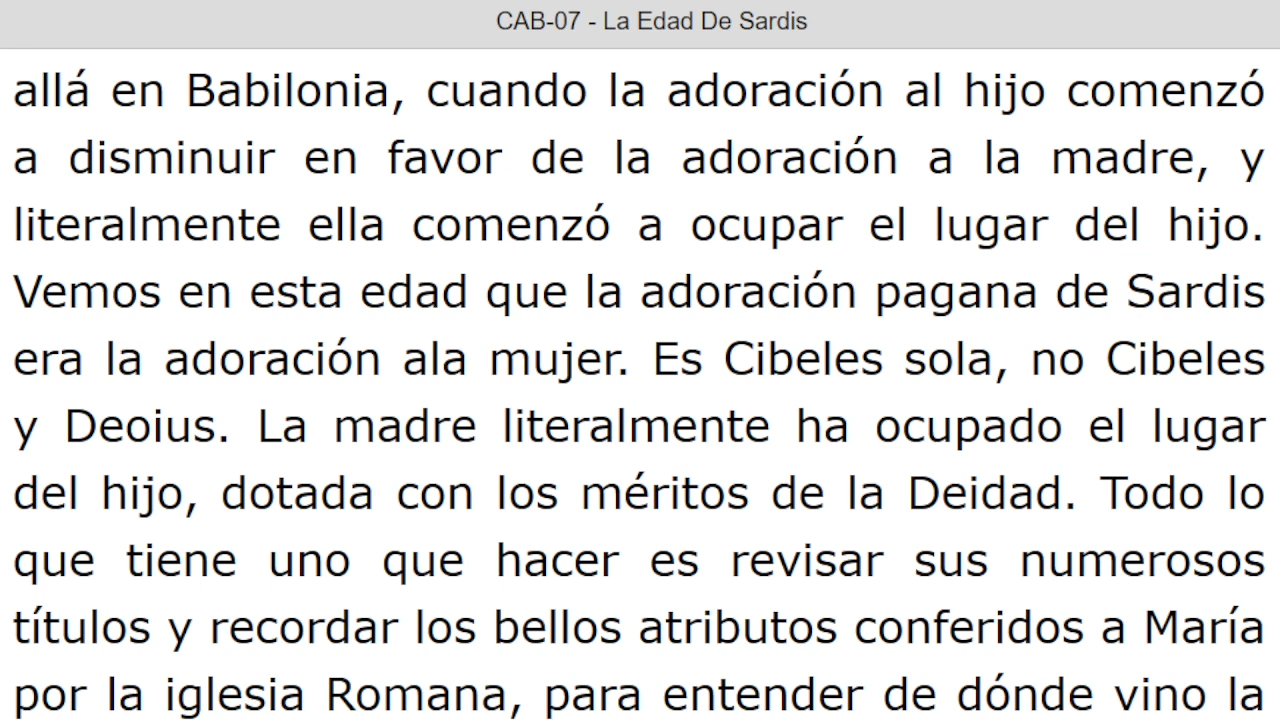 CAB-07 - La Edad De Sardis
allá en Babilonia, cuando la adoración al hijo comenzó
a disminuir en favor de la adoración a la madre, y
literalmente ella comenzó a ocupar el lugar del hijo.
Vemos en esta edad que la adoración pagana de Sardis
era la adoración ala mujer. Es Cibeles sola, no Cibeles
y Deoius. La madre literalmente ha ocupado el lugar
del hijo, dotada con los méritos de la Deidad. Todo lo
que tiene uno que hacer es revisar sus numerosos
títulos y recordar los bellos atributos conferidos a María
por la iglesia Romana, para entender de dónde vino la